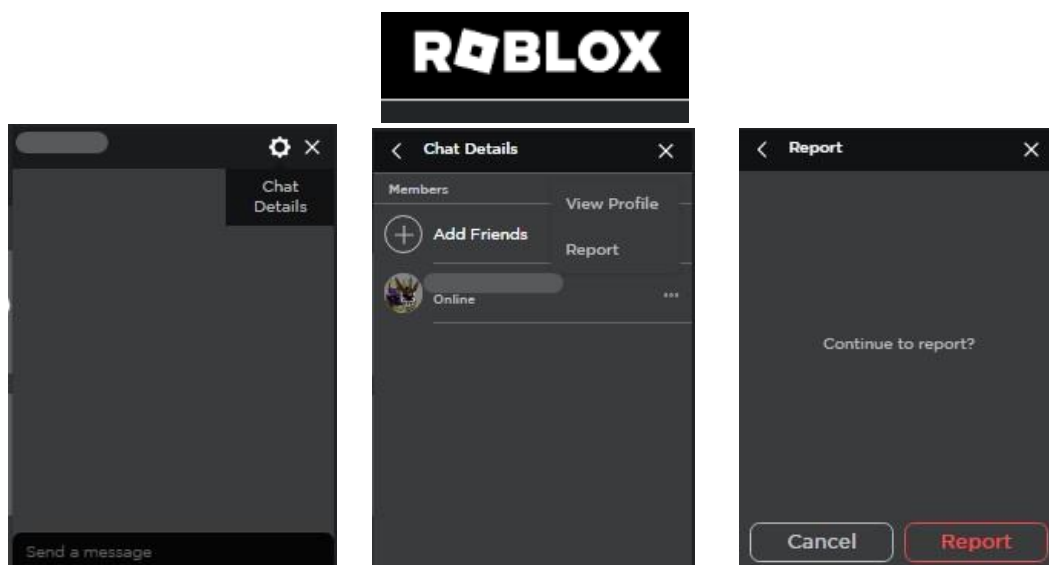 ROBLOX
Chat
Details
Send a message
Chat Details
Members
View Profile
Add Friends
Report
Online
Report
Continue to report?
Cancel
Report